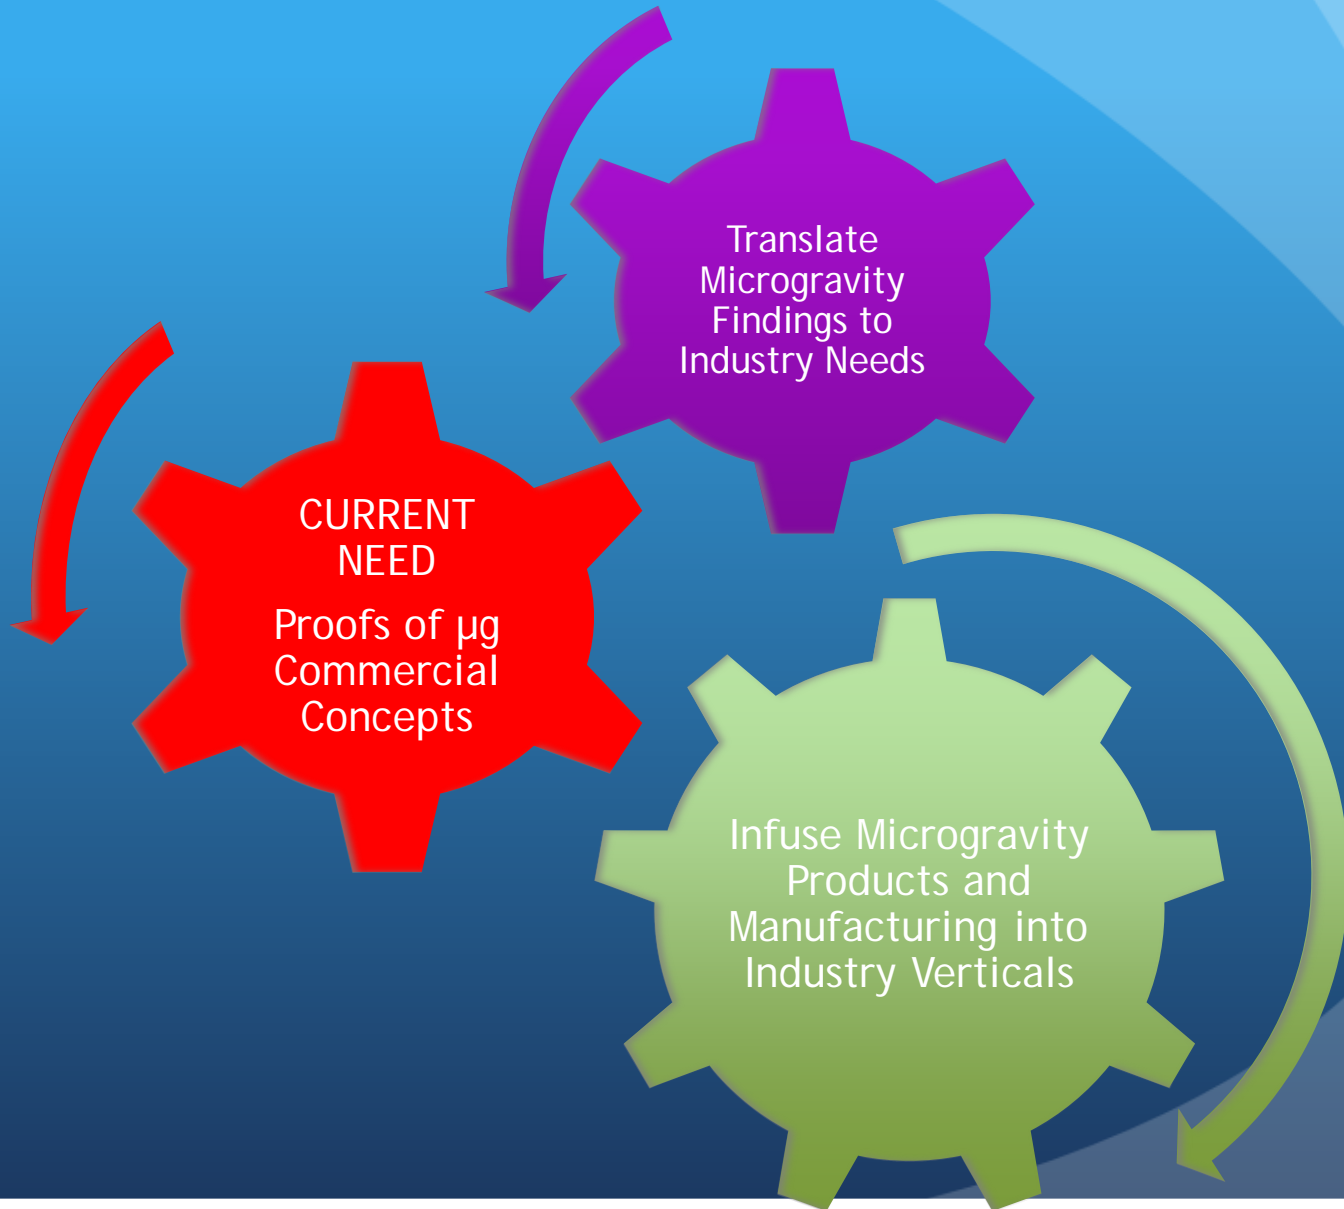 Translate
Microgravity
Findings to
Industry Needs
CURRENT
NEED
Proofs of µg
Commercial
Concepts
Infuse Microgravity
Products and
Manufacturing into
Industry Verticals